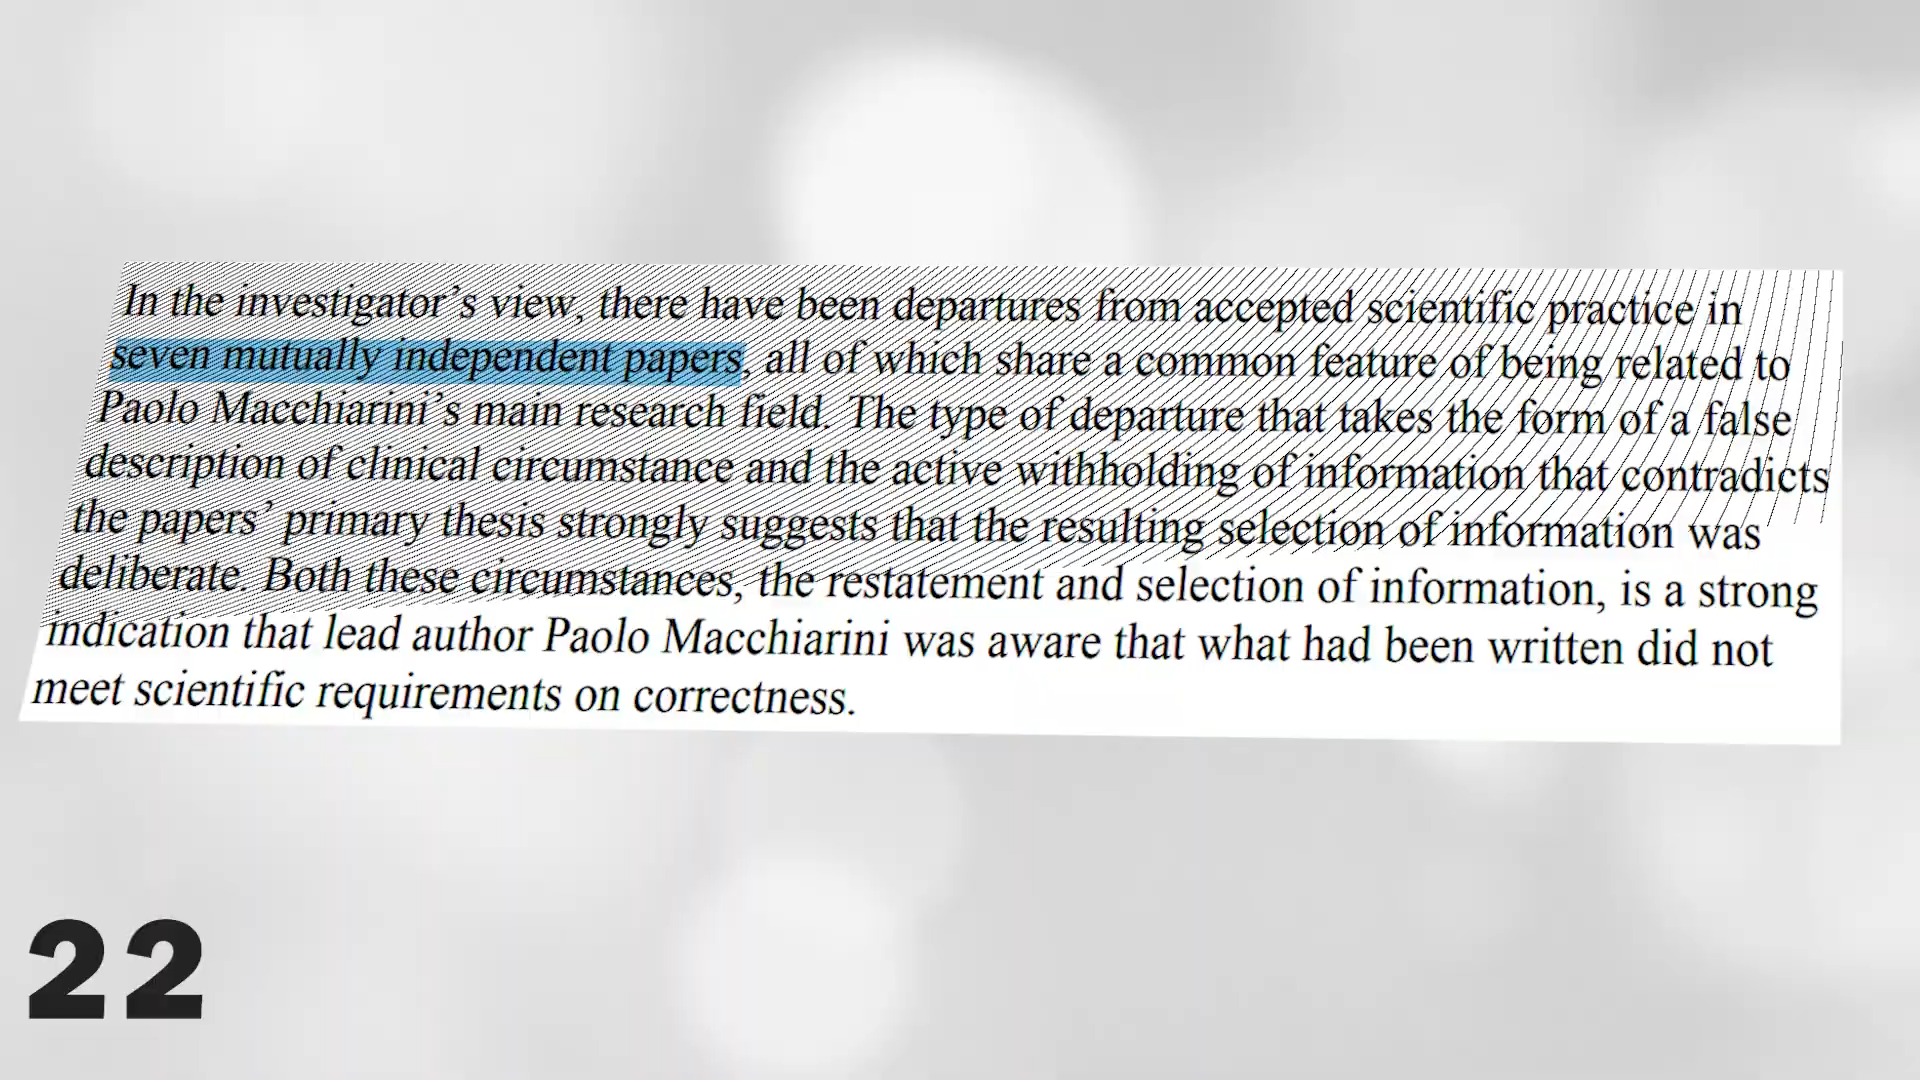 In the investigator’s view, there have been departures from accepted scientific practice in
seven mutually independent papers, all of which share a common feature of being related to
Paolo Macchiarini’s main research field. The type of departure that takes the form of a false
description of clinical circumstance and the active withholding of information that contradicts
the papers’ primary thesis strongly suggests that the resulting selection of information was
deliberate. Both these circumstances, the restatement and selection of information, is a strong
indication that lead author Paolo Macchiarini was aware that what had been written did not
meet scientific requirements on correctness.
22